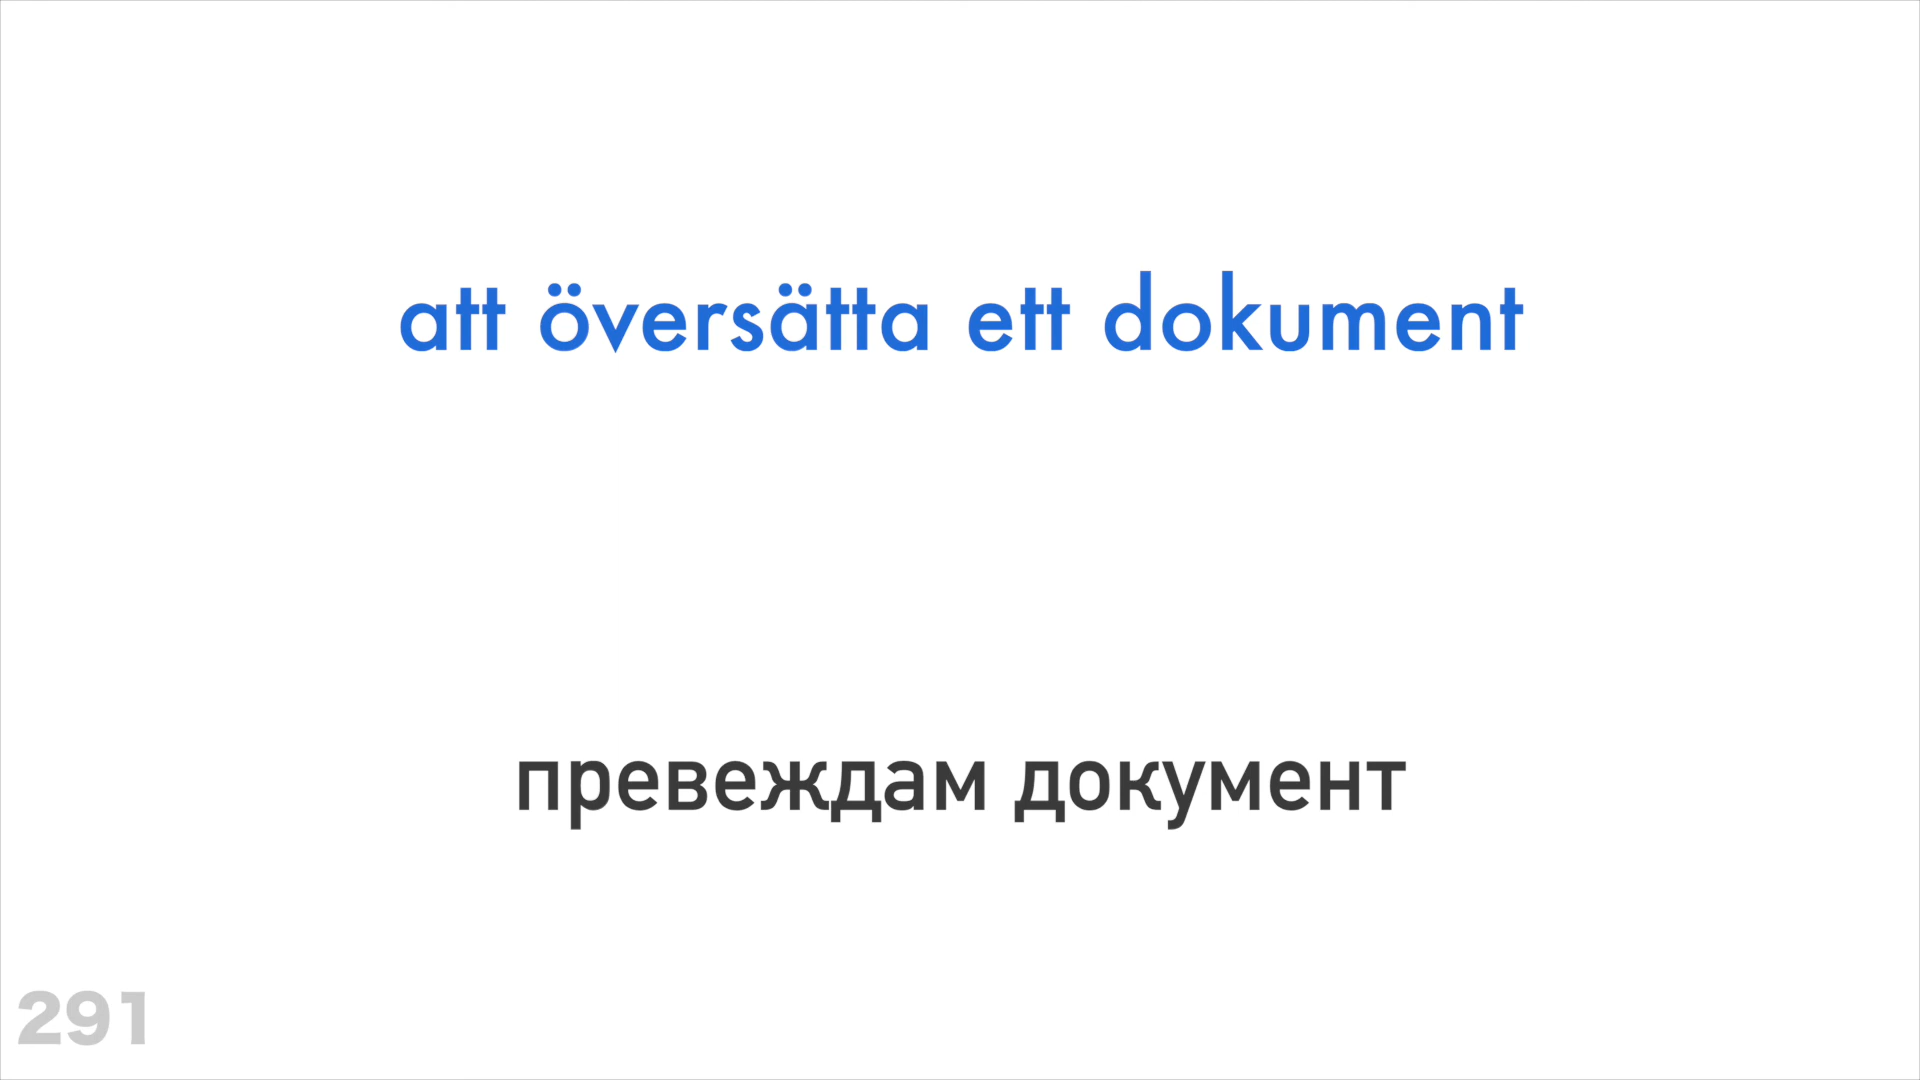 att översätta ett dokument
превеждам документ
291